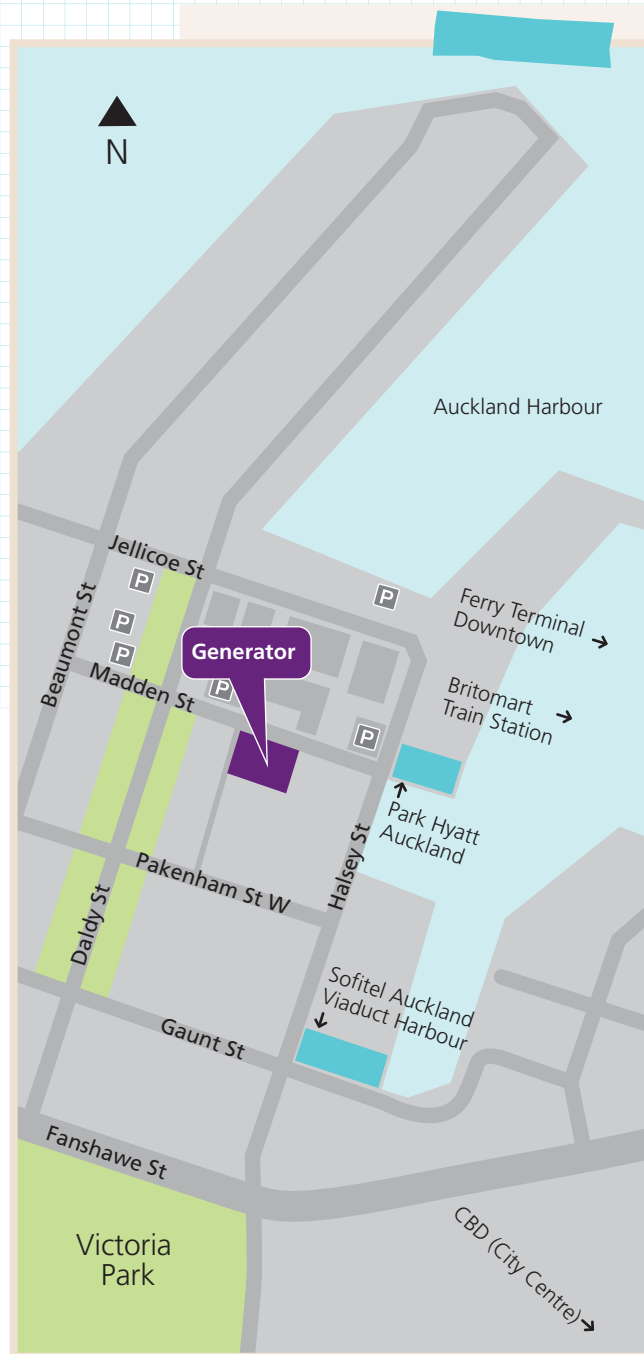 N
Auckland Harbour
Jellicoe St
P
P
P
P
P
P
Ferry Terminal
Downtown
Beaumont St
Generator
Madden St
Britomart
Train Station
Park Hyatt
Auckland
Halsey St
Pakenham St W
Daldy St
Sofitel Auckland
Viaduct Harbour
Gaunt St
Fanshawe St
Victoria
Park
CBD (City Centre)